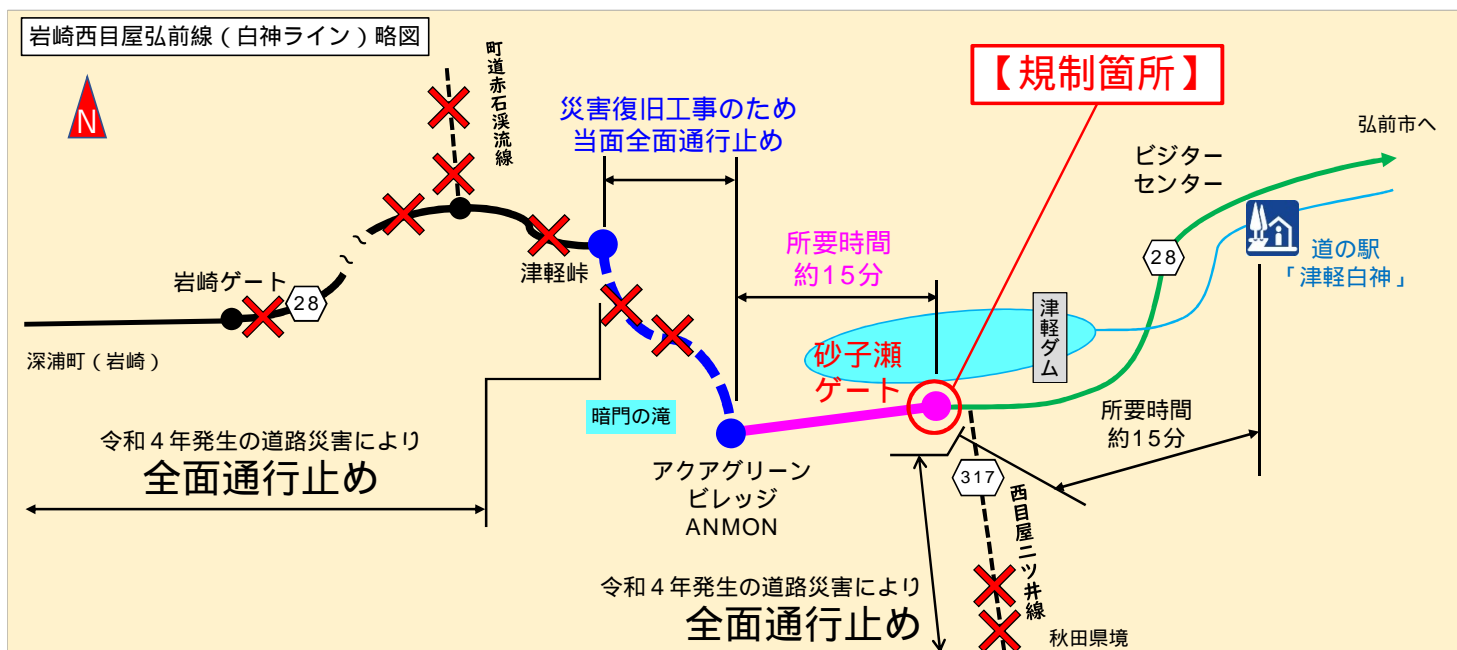 岩崎西目屋弘前線（白神ライン）略図
N
町道赤石渓流線
災害復旧工事のため
当面全面通行止め
【規制箇所】
弘前市へ
ビジター
センター
所要時間
約15分
28
道の駅
「津軽白神」
津軽峠
岩崎ゲート
28
深浦町（岩崎）
津軽ダム
砂子瀬
ゲート
暗門の滝
所要時間
約15分
令和４年発生の道路災害により
全面通行止め
アクアグリーン
ビレッジ
ANMON
317
西目屋二ツ井線
令和４年発生の道路災害により
全面通行止め
秋田県境